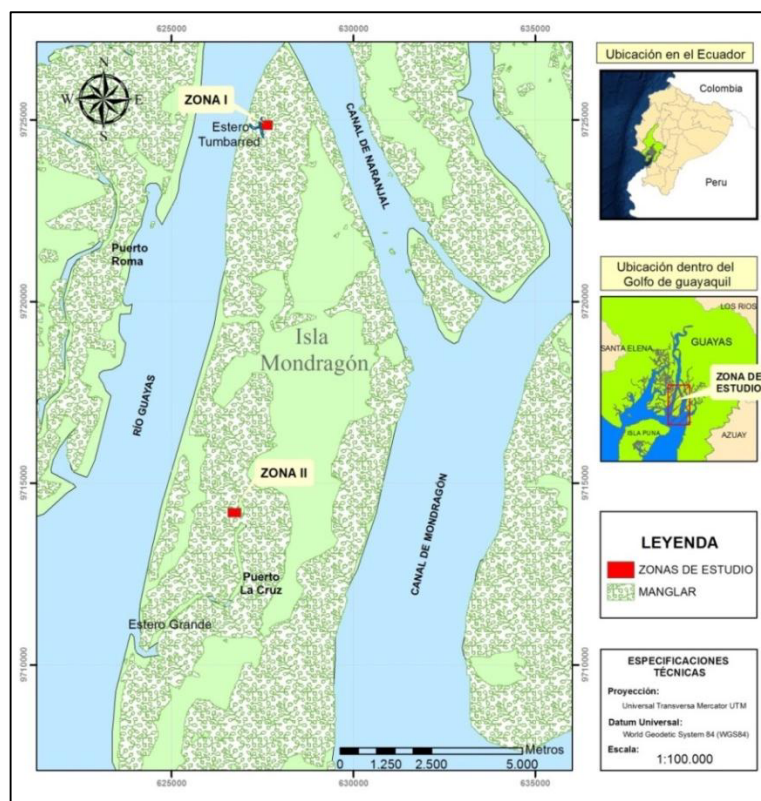 625000
630000
635000
9725000
9720000
9715000
9710000
N
W
E
S
ZONA I
Estero
Tumbarred
CANAL DE NARANJAL
Puerto
Roma
Isla
Mondragón
RÍO GUAYAS
ZONA II
CANAL DE MONDRAGÓN
Puerto
La Cruz
Estero Grande
Metros
0
1.250
2.500
5.000
625000
630000
635000
9725000
9720000
9715000
9710000
Ubicación en el Ecuador
Colombia
Peru
Ubicación dentro del
Golfo de guayaquil
LOS RIOS
GUAYAS
SANTA ELENA
ZONA DE
ESTUDIO
ISLA PUNA
AZUAY
LEYENDA
ZONAS DE ESTUDIO
MANGLAR
ESPECIFICACIONES
TÉCNICAS
Proyección:
Universal Transversa Mercator UTM
Datum Universal:
World Geodetic System 84 (WGS84)
Escala:
1:100.000